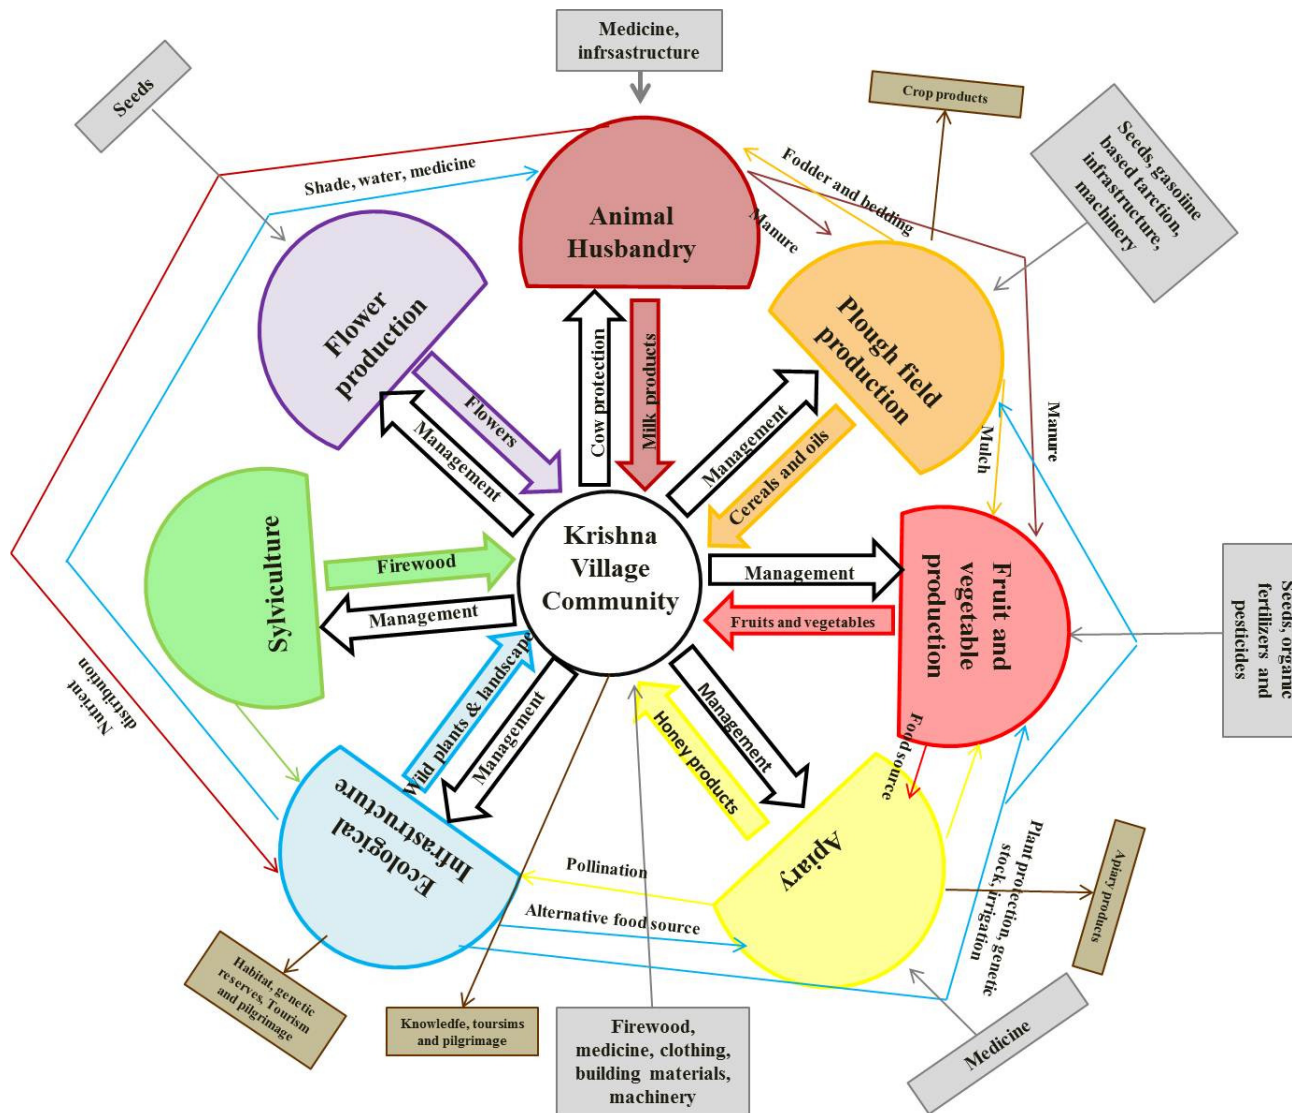 Medicine,
infrsastructure
Seeds
Crop products
Seeds, gasoiine
based tarction,
infrastructure,
machinery
Shade, water, medicine
Fodder and bedding
Manure
Animal
Husbandry
Flower
production
Plough field
production
Cow protection
Milk products
Flowers
Management
Management
Cereals and oils
Mulch
Manure
Krishna
Village
Community
Sylviculture
Firewood
Management
Management
Fruits and vegetables
Fruit and
vegetable
production
Seeds, organic
fertilizers and
pesticides
Nutrient
distribution
Wild plants & landscape
Management
Management
Honey products
Food source
Ecological
Infrastructure
Apiary
Pollination
Alternative food source
Plant protection, genetic
stock, irrigation
Apiary products
Habitat, genetic
reserves, Tourism
and pilgrimage
Knowledfe, toursims
and pilgrimage
Firewood,
medicine, clothing,
building materials,
machinery
Medicine